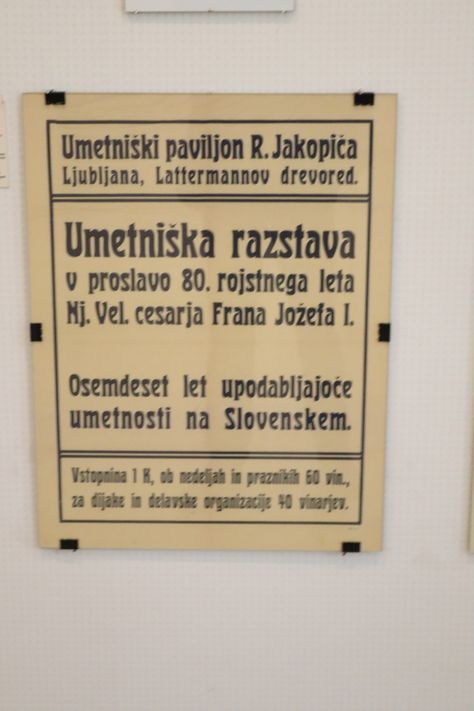 Umetniški paviljon R. Jakopiča
Ljubljana, Lattermannov drevored.
Umetniška razstava
v proslavo 80. rojstnega leta
Nj. Vel. cesarja Frana Jožefa I.
Osemdeset let upodabljajoče
umetnosti na Slovenskem.
Vstopnina 1 K, ob nedeljah in praznikih 60 vin.,
za dijake in delavske organizacije 40 vinarjev.